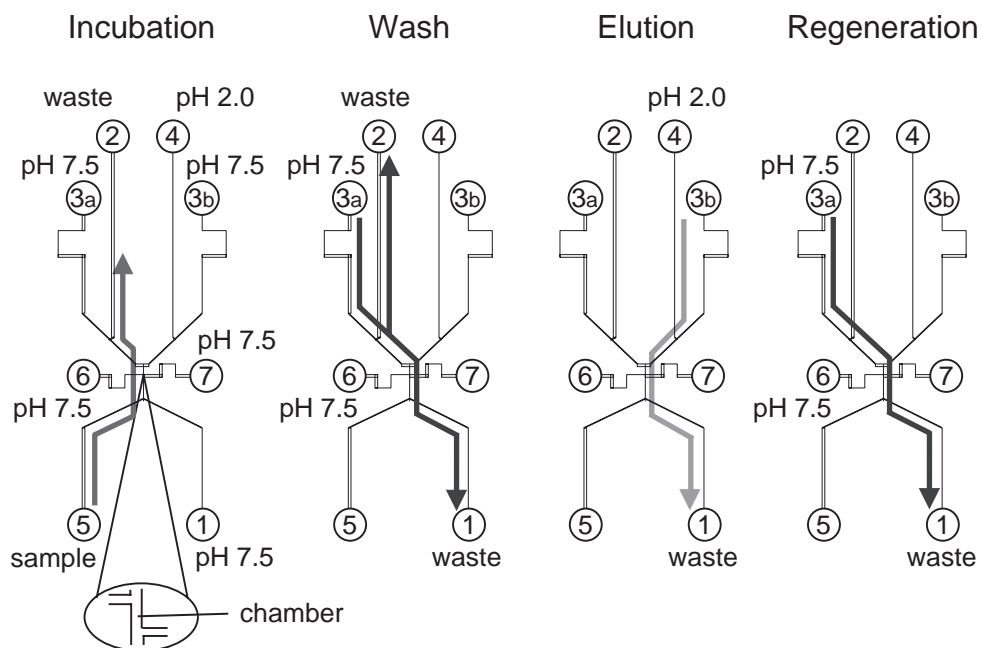 Incubation
waste
pH 2.0
2
4
pH 7.5
pH 7.5
3a
3b
pH 7.5
6
7
pH 7.5
5
1
sample
pH 7.5
chamber
Wash
waste
2
4
pH 7.5
3a
3b
6
7
pH 7.5
5
1
waste
Elution
pH 2.0
2
4
3a
3b
6
7
5
1
waste
Regeneration
2
4
pH 7.5
3a
3b
6
7
pH 7.5
5
1
waste